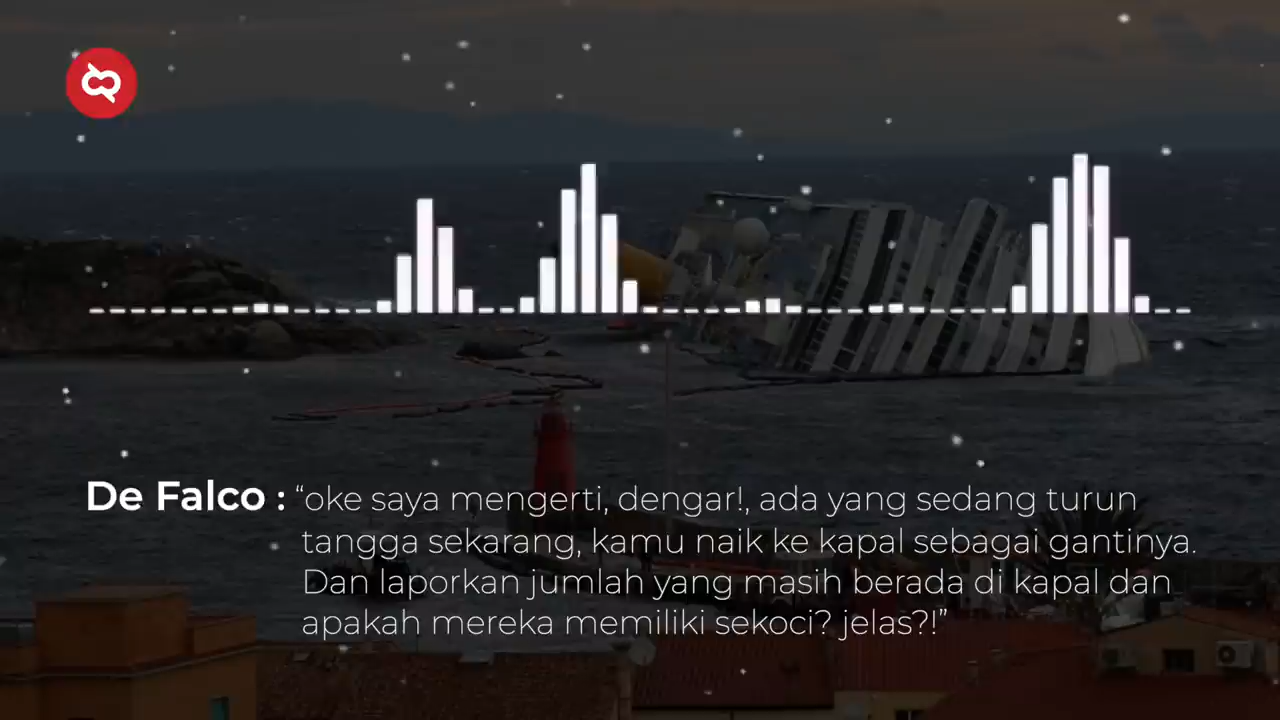 De Falco : “oke saya mengerti, dengar!, ada yang sedang turun
tangga sekarang, kamu naik ke kapal sebagai gantinya.
Dan laporkan jumlah yang masih berada di kapal dan
apakah mereka memiliki sekoci? jelas?!”